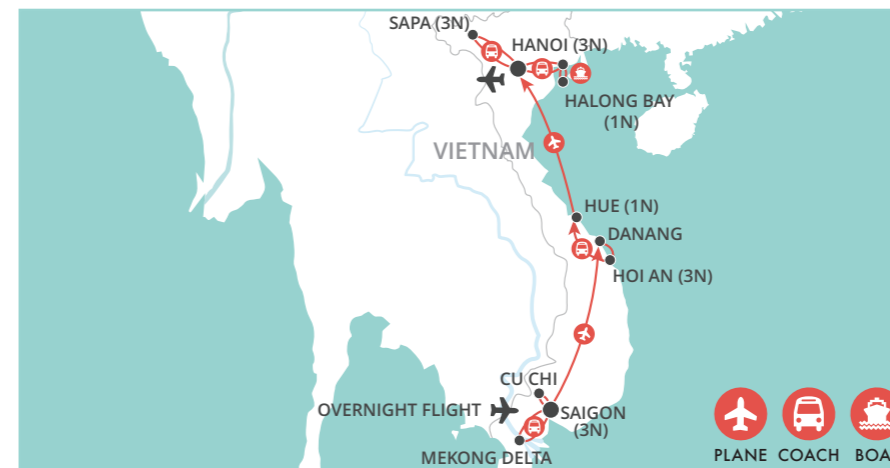 SAPA (3N)
HANOI (3N)
HALONG BAY
(1N)
VIETNAM
HUE (1N)
DANANG
HOI AN (3N)
CU CHI
OVERNIGHT FLIGHT
SAIGON
(3N)
MEKONG DELTA
PLANE COACH BOA